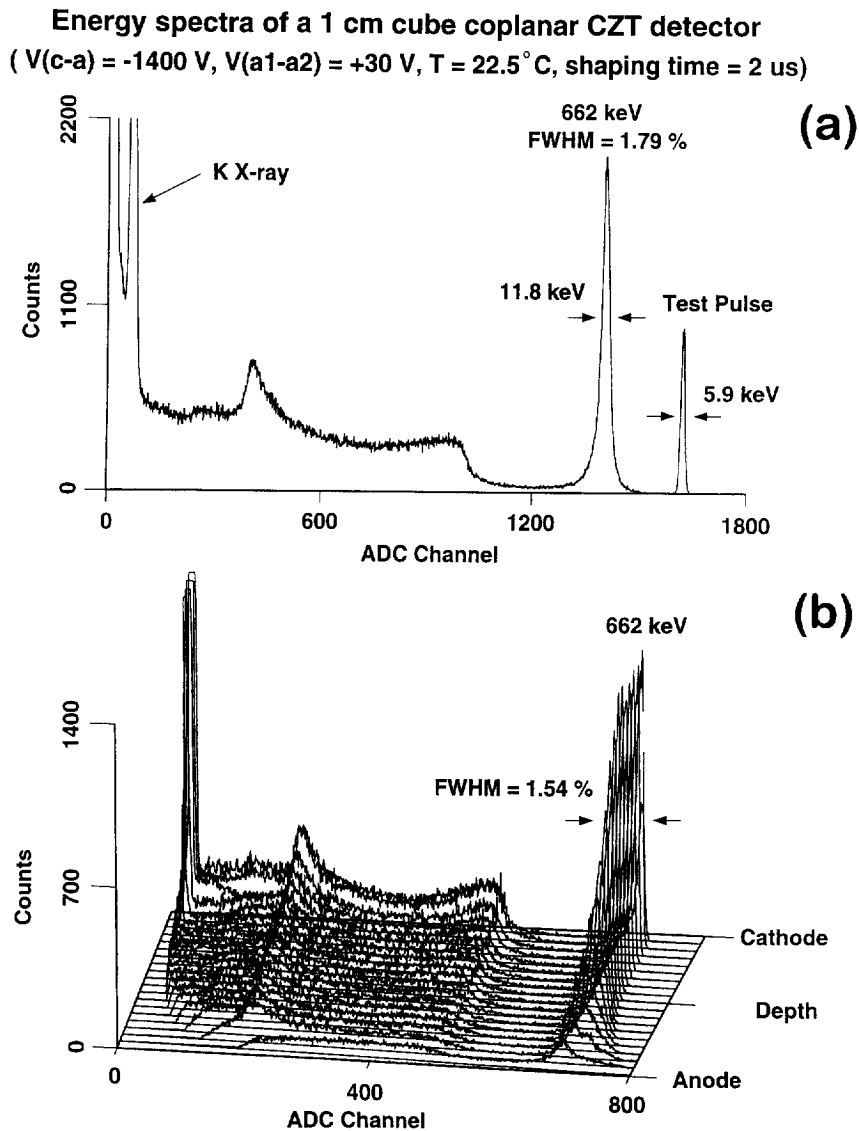 Energy spectra of a 1 cm cube coplanar CZT detector
( V(c-a) = -1400 V, V(a1-a2) = +30 V, T = 22.5°C, shaping time = 2 us)
(a)
2200
1100
0
Counts
K X-ray
662 keV
FWHM = 1.79 %
11.8 keV
Test Pulse
5.9 keV
0
600
1200
1800
ADC Channel
(b)
662 keV
1400
700
0
Counts
FWHM = 1.54 %
Cathode
Depth
Anode
0
400
800
ADC Channel